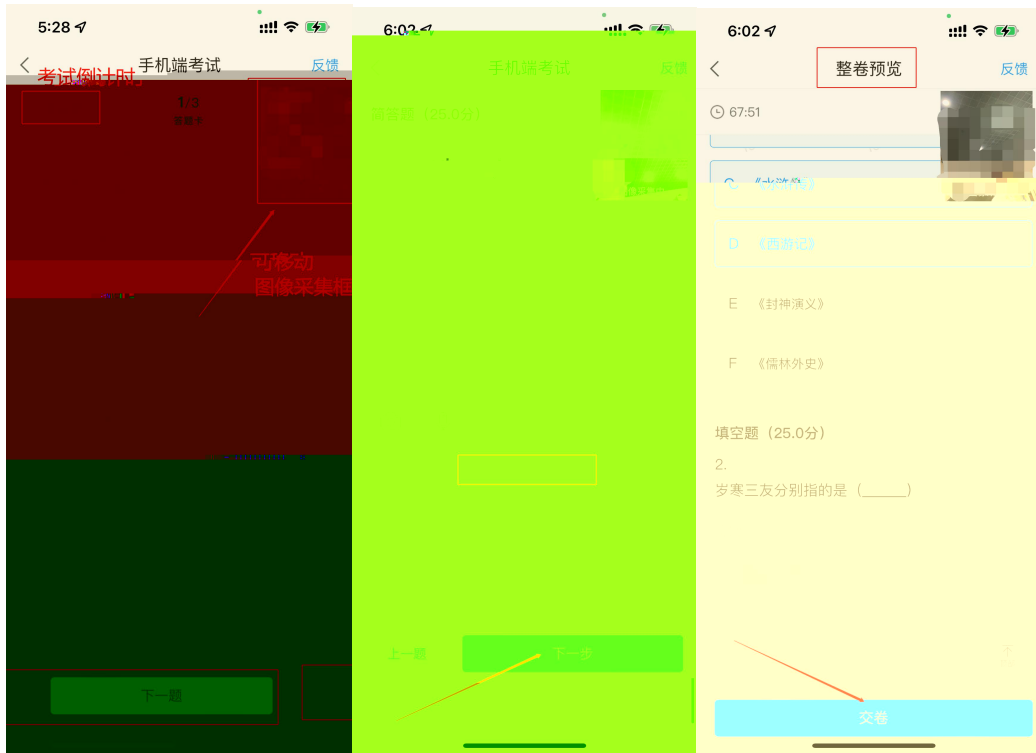 5:28
手机端考试
反馈
考试倒计时
1/3
答题卡
可移动
图像采集框
下一题
6:02
手机端考试
反馈
填空题（25.0分）
上一题
下一步
6:02
整卷预览
反馈
67:51
C 《水浒传》
D 《西游记》
E 《封神演义》
F 《儒林外史》
填空题（25.0分）
2.
岁寒三友分别指的是（______）
交卷